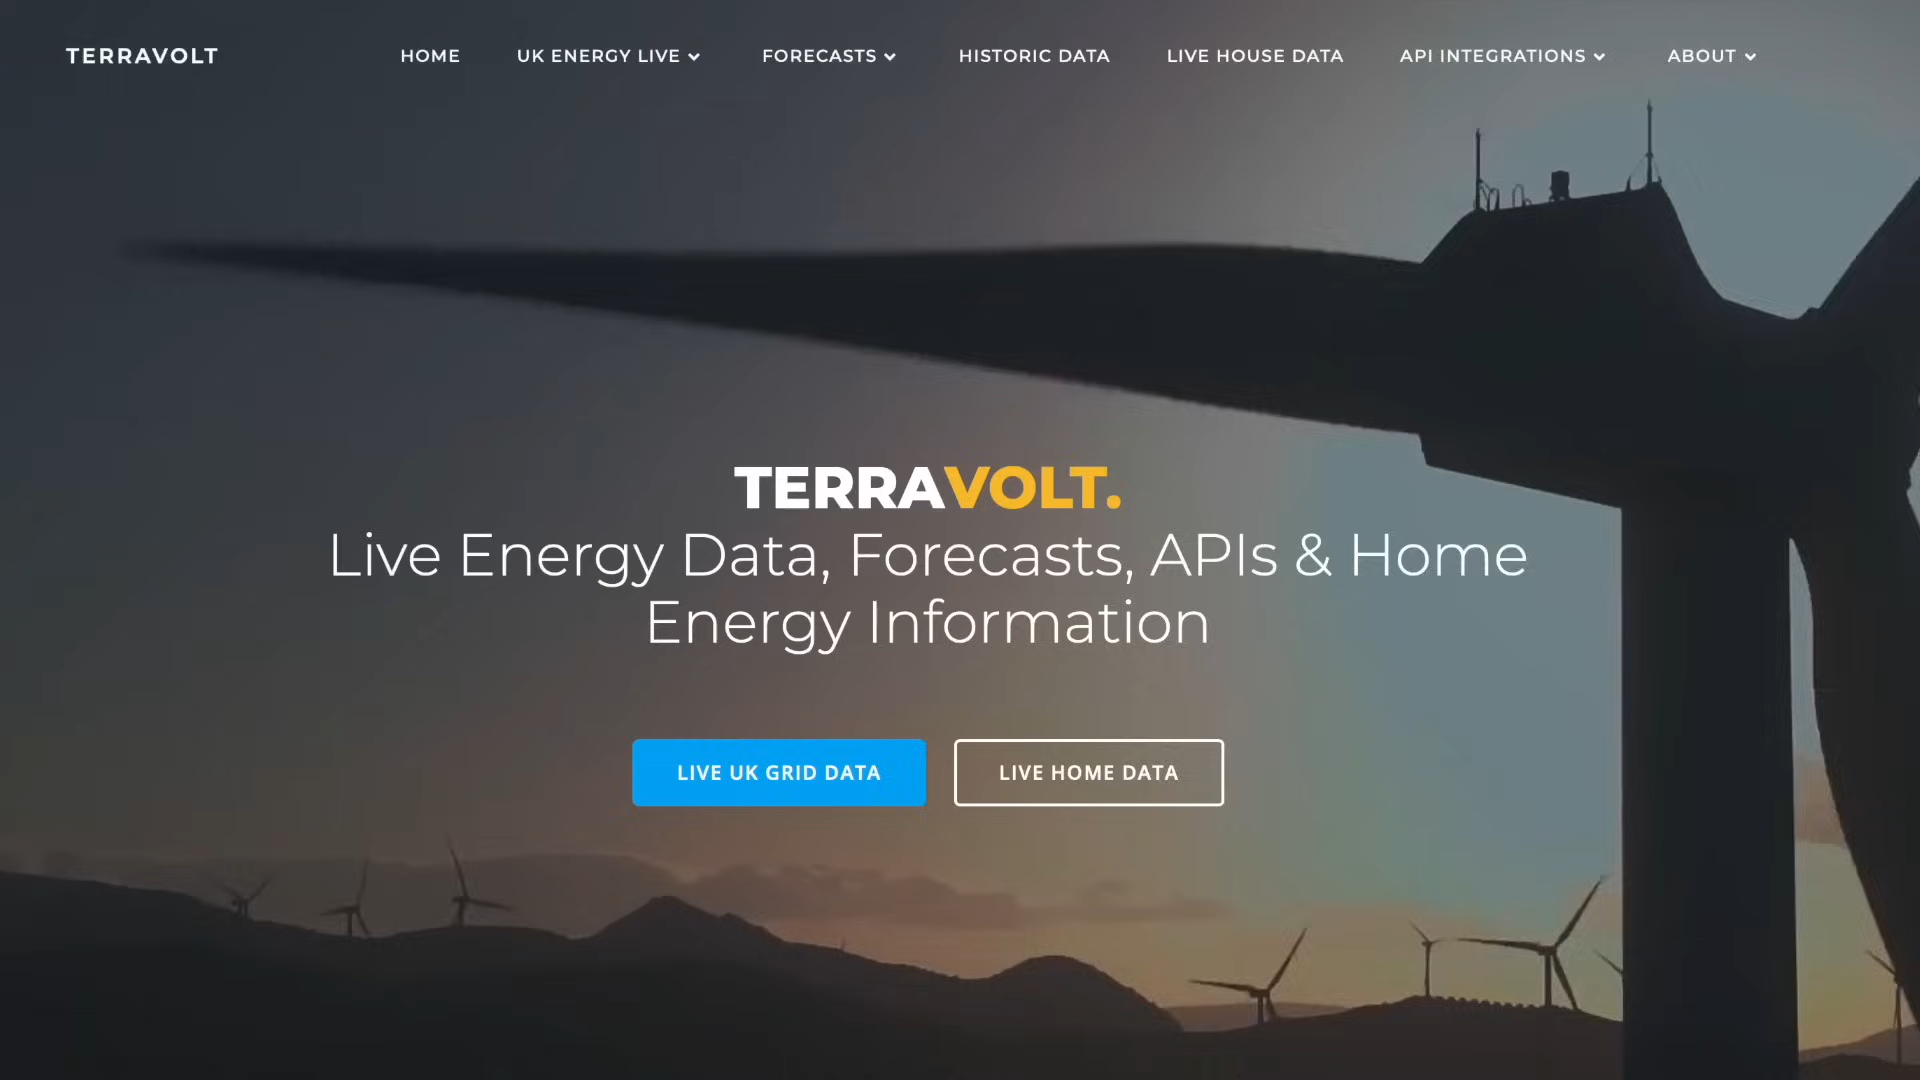 TERRAVOLT HOME UK ENERGY LIVE FORECASTS HISTORIC DATA LIVE HOUSE DATA API INTEGRATIONS ABOUT
TERRAVOLT.
Live Energy Data, Forecasts, APIs & Home
Energy Information
LIVE UK GRID DATA LIVE HOME DATA